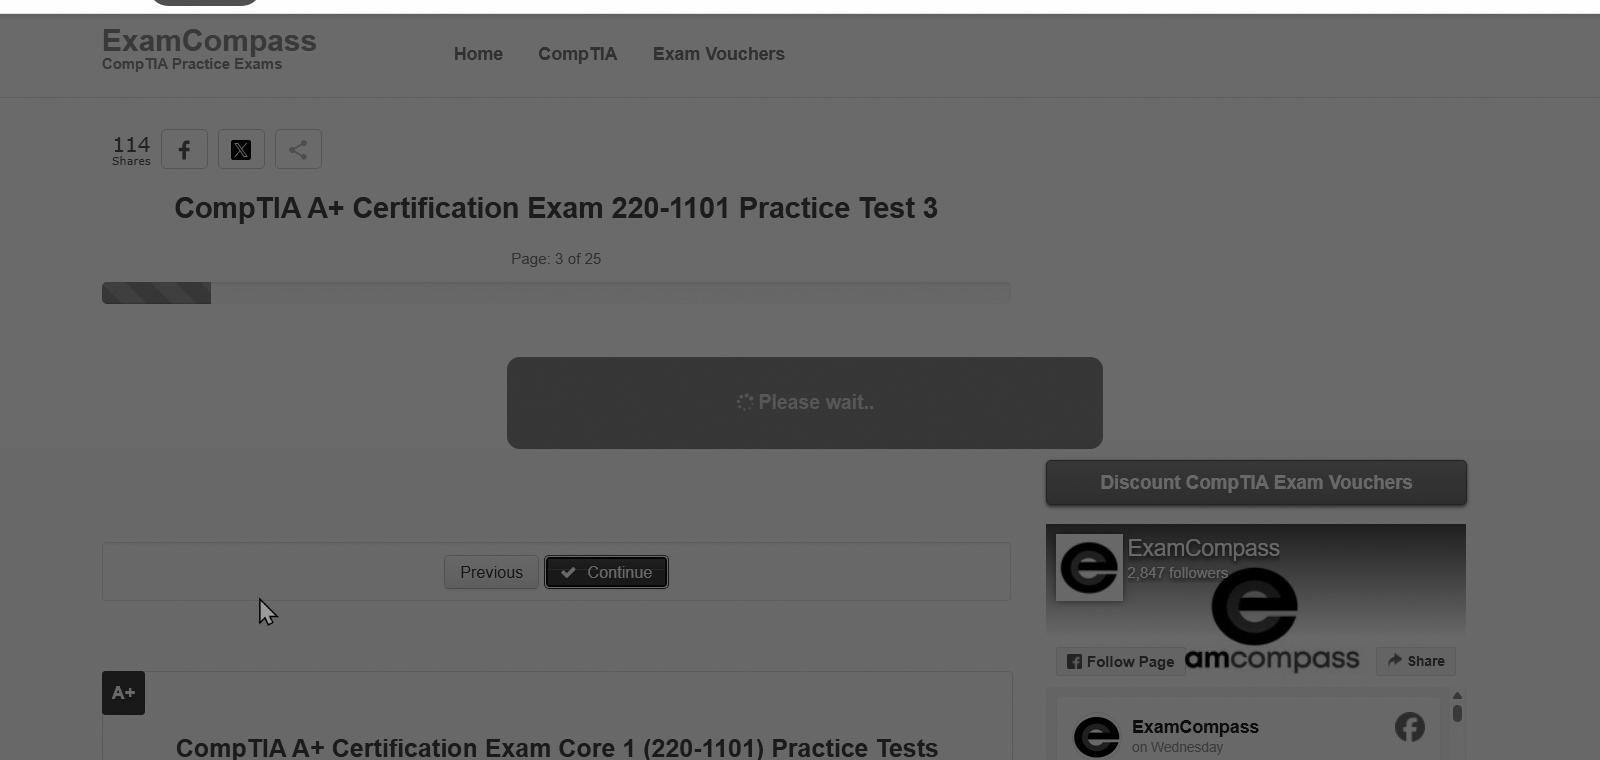 ExamCompass
CompTIA Practice Exams
Home CompTIA Exam Vouchers
114
Shares
CompTIA A+ Certification Exam 220-1101 Practice Test 3
Page: 3 of 25
Please wait..
Discount CompTIA Exam Vouchers
ExamCompass
2,847 followers
Previous Continue
Follow Page amcompass Share
A+
ExamCompass
on Wednesday
CompTIA A+ Certification Exam Core 1 (220-1101) Practice Tests